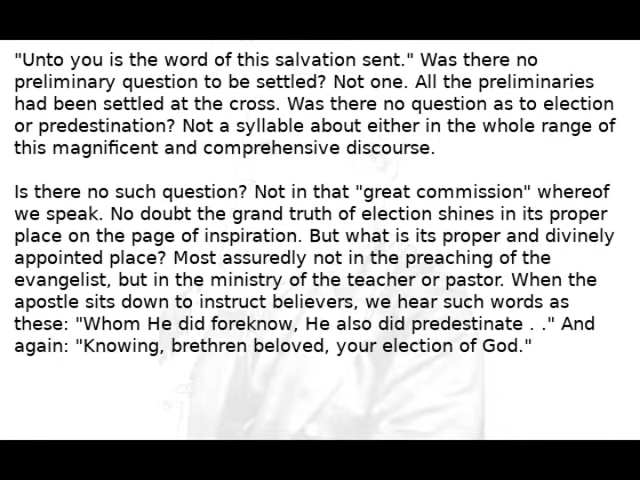 "Unto you is the word of this salvation sent." Was there no
preliminary question to be settled? Not one. All the preliminaries
had been settled at the cross. Was there no question as to election
or predestination? Not a syllable about either in the whole range of
this magnificent and comprehensive discourse.
Is there no such question? Not in that "great commission" whereof
we speak. No doubt the grand truth of election shines in its proper
place on the page of inspiration. But what is its proper and divinely
appointed place? Most assuredly not in the preaching of the
evangelist, but in the ministry of the teacher or pastor. When the
apostle sits down to instruct believers, we hear such words as
these: "Whom He did foreknow, He also did predestinate . ." And
again: "Knowing, brethren beloved, your election of God."